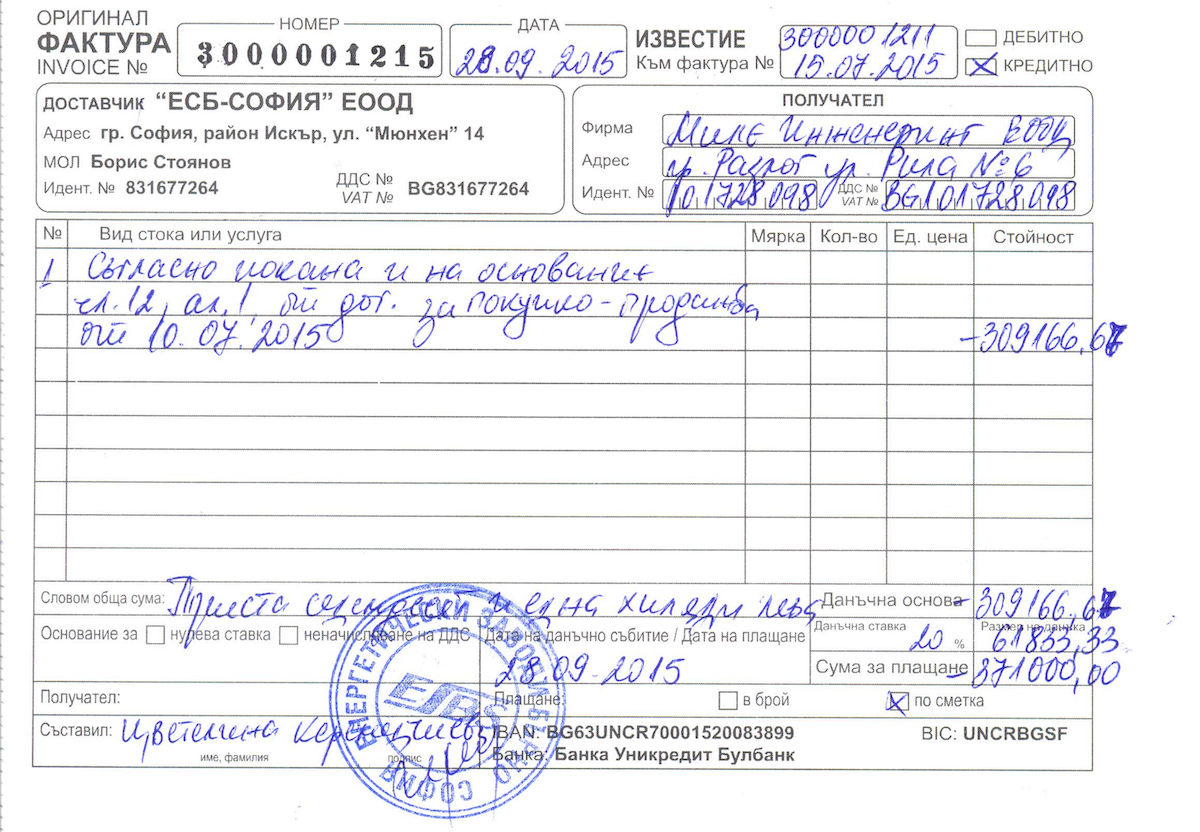 ОРИГИНАЛ
ФАКТУРА
INVOICE №
НОМЕР
3000001215
ДАТА
28.09.2015
ИЗВЕСТИЕ
Към фактура №
3000001211
15.07.2015
ДЕБИТНО
КРЕДИТНО
ДОСТАВЧИК “ЕСБ-СОФИЯ” ЕООД
Адрес гр. София, район Искър, ул. “Мюнхен” 14
МОЛ Борис Стоянов
Идент. № 831677264
ДДС № VAT № BG831677264
ПОЛУЧАТЕЛ
Фирма Миле Инженеринг ЕООД
Адрес гр. Разлог ул. Рила № 6
Идент. № 101728098 ДДС № VAT № BG101728098
№ Вид стока или услуга Мярка Кол-во Ед. цена Стойност
1 Съгласно покана и на основание
чл.12, ал.1 от дог. за покупко-продажба
от 10.07.2015 -309166,67
Словом обща сума: Триста седемдесет и една хиляди лева
Данъчна основа -309166,67
Основание за нулева ставка неначисляване на ДДС
Дата на данъчно събитие / Дата на плащане
28.09.2015
Данъчна ставка 20 % Размер на данъка 61833,33
Сума за плащане -371000,00
Получател:
Плащане: в брой по сметка
Съставил: Цветелина
име, фамилия
подпис
IBAN: BG63UNCR70001520083899
BIC: UNCRBGSF
Банка: Банка Уникредит Булбанк
ЕНЕРГЕТИЧЕСКИ ЗАВОДИ БЪРНО
СОФИЯ
EJBS